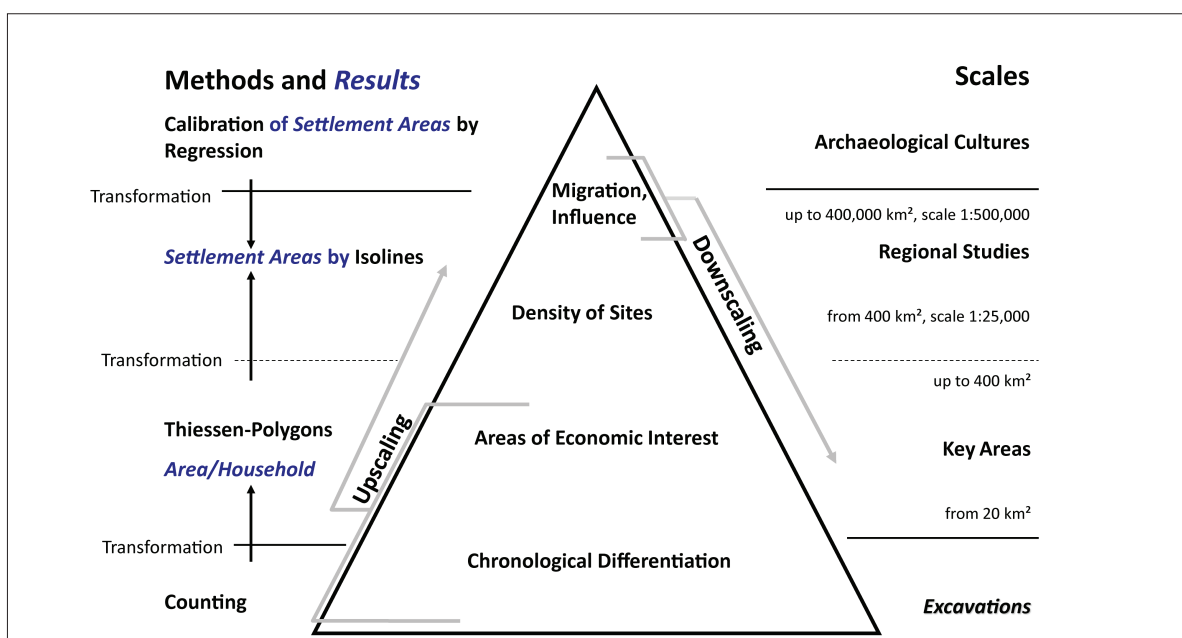 Methods and Results
Calibration of Settlement Areas by
Regression
Transformation
Settlement Areas by Isolines
Transformation
Thiessen-Polygons
Area/Household
Transformation
Counting
Upscaling
Migration,
Influence
Density of Sites
Areas of Economic Interest
Chronological Differentiation
Downscaling
Scales
Archaeological Cultures
up to 400,000 km², scale 1:500,000
Regional Studies
from 400 km², scale 1:25,000
up to 400 km²
Key Areas
from 20 km²
Excavations